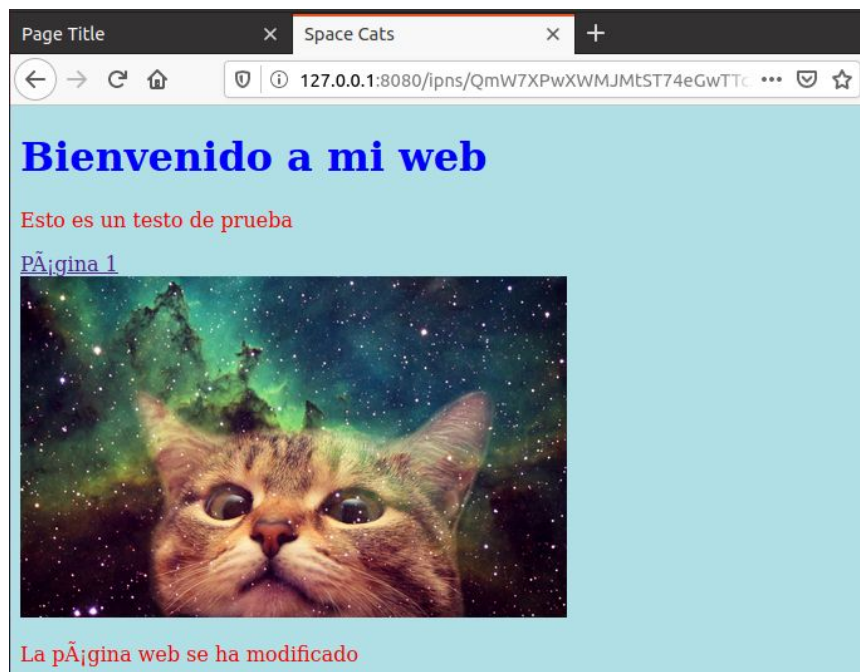 Page Title
Space Cats
127.0.0.1:8080/ipns/QmW7XPwXWMJMtST74eGwTTc
Bienvenido a mi web
Esto es un testo de prueba
PÃ¡gina 1
La pÃ¡gina web se ha modificado